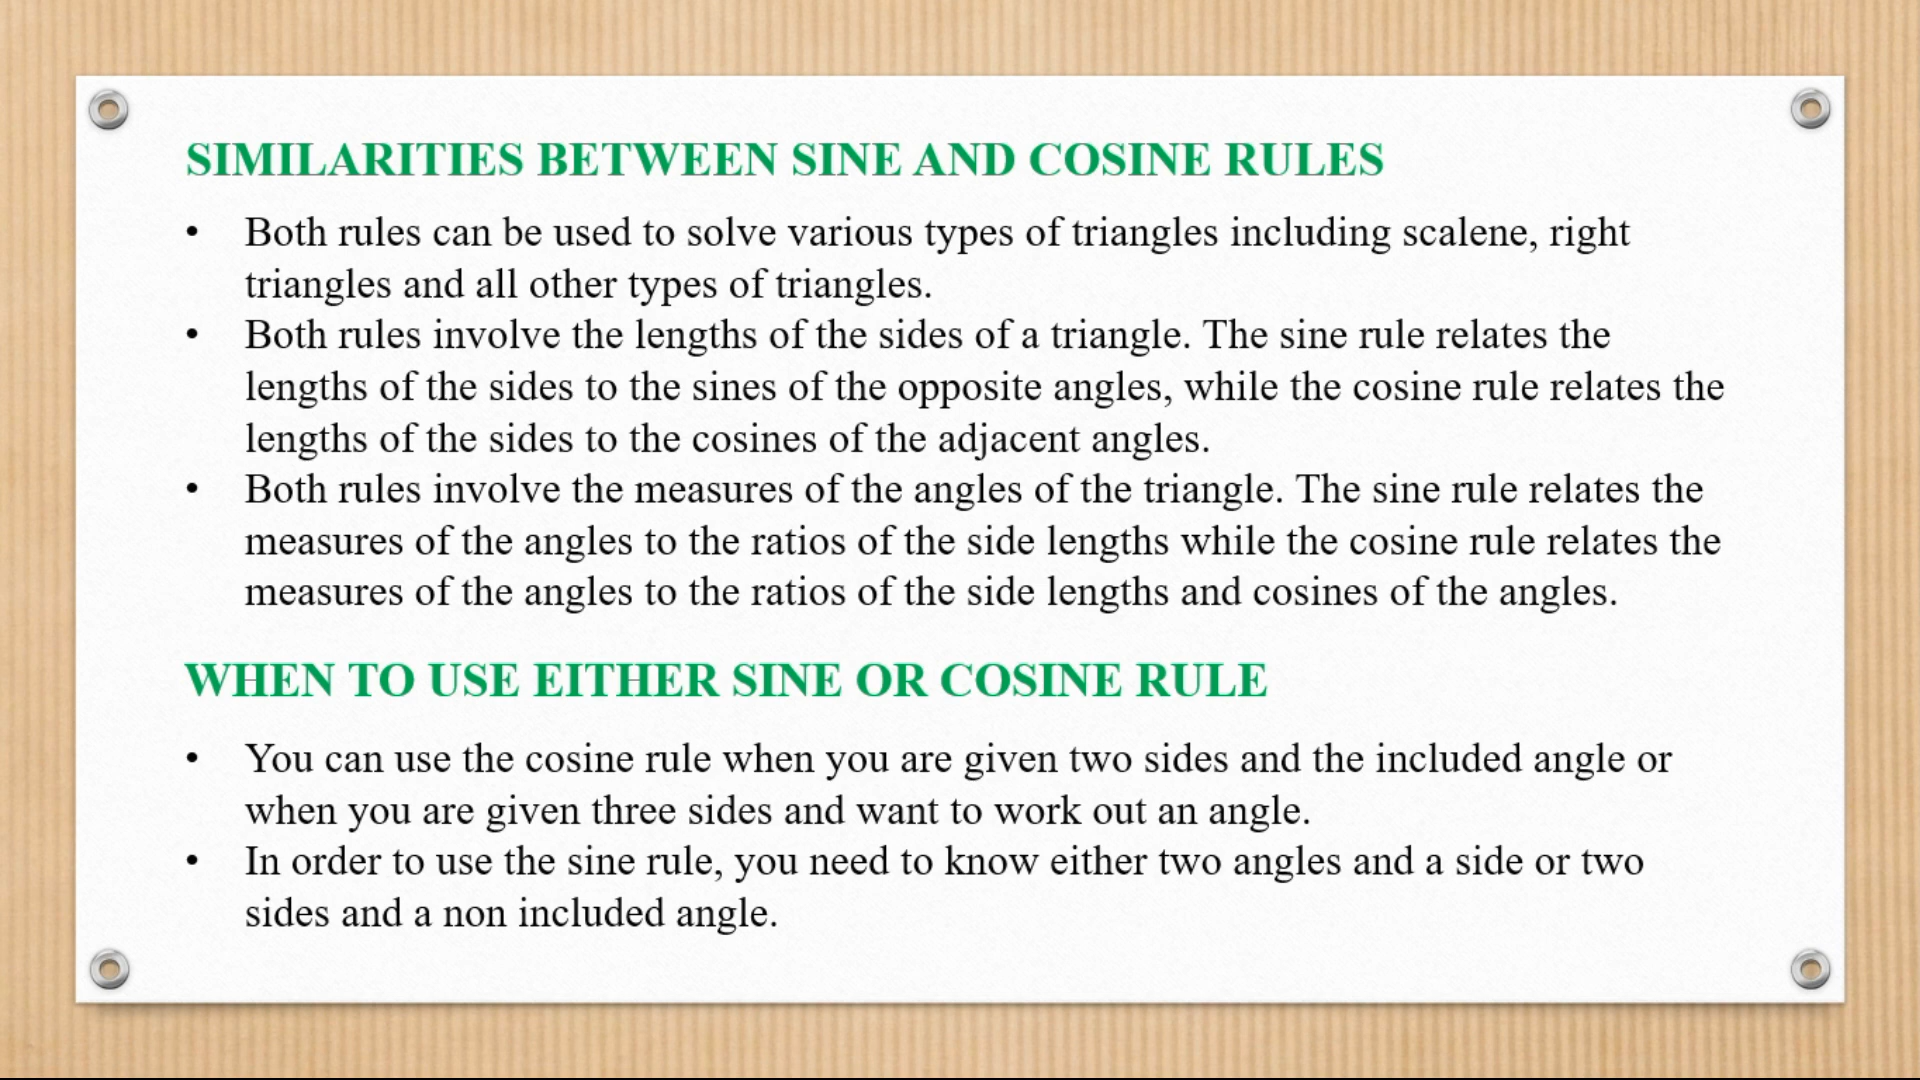 SIMILARITIES BETWEEN SINE AND COSINE RULES
• Both rules can be used to solve various types of triangles including scalene, right
triangles and all other types of triangles.
• Both rules involve the lengths of the sides of a triangle. The sine rule relates the
lengths of the sides to the sines of the opposite angles, while the cosine rule relates the
lengths of the sides to the cosines of the adjacent angles.
• Both rules involve the measures of the angles of the triangle. The sine rule relates the
measures of the angles to the ratios of the side lengths while the cosine rule relates the
measures of the angles to the ratios of the side lengths and cosines of the angles.
WHEN TO USE EITHER SINE OR COSINE RULE
• You can use the cosine rule when you are given two sides and the included angle or
when you are given three sides and want to work out an angle.
• In order to use the sine rule, you need to know either two angles and a side or two
sides and a non included angle.